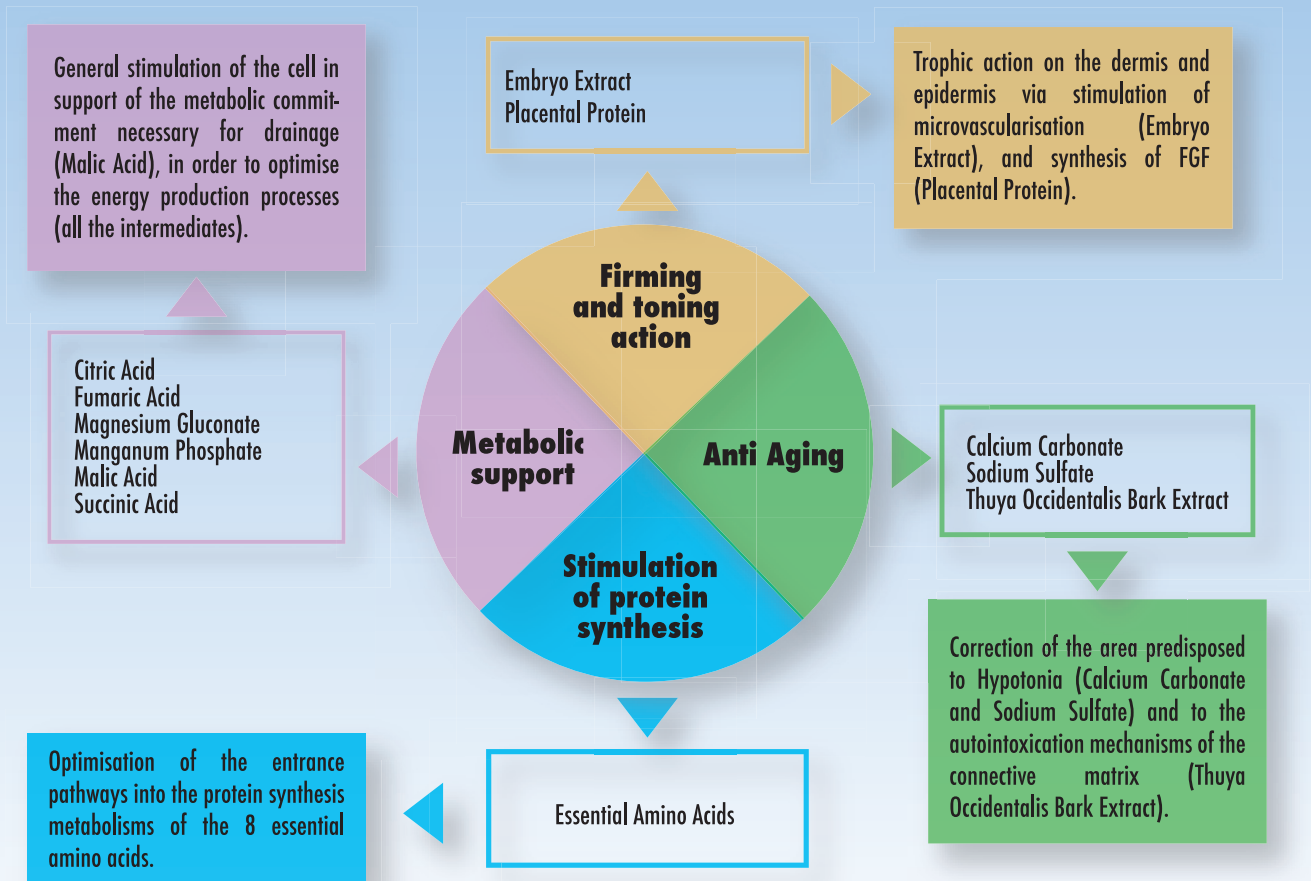 General stimulation of the cell in
support of the metabolic commit-
ment necessary for drainage
(Malic Acid), in order to optimise
the energy production processes
(all the intermediates).
Embryo Extract
Placental Protein
Trophic action on the dermis and
epidermis via stimulation of
microvascularisation (Embryo
Extract), and synthesis of FGF
(Placental Protein).
Firming
and toning
action
Citric Acid
Fumaric Acid
Magnesium Gluconate
Manganum Phosphate
Malic Acid
Succinic Acid
Metabolic
support
Anti Aging
Calcium Carbonate
Sodium Sulfate
Thuya Occidentalis Bark Extract
Stimulation
of protein
synthesis
Correction of the area predisposed
to Hypotonia (Calcium Carbonate
and Sodium Sulfate) and to the
autointoxication mechanisms of the
connective matrix (Thuya
Occidentalis Bark Extract).
Optimisation of the entrance
pathways into the protein synthesis
metabolisms of the 8 essential
amino acids.
Essential Amino Acids